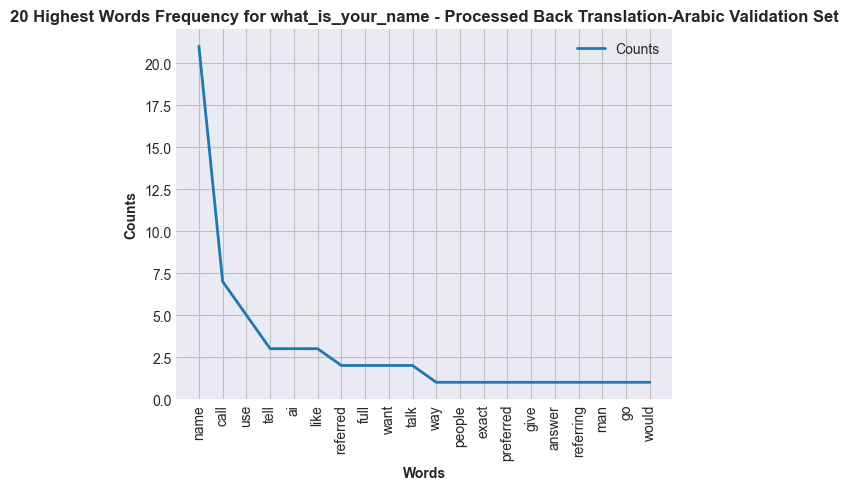 20 Highest Words Frequency for what_is_your_name - Processed Back Translation-Arabic Validation Set
Counts
20.0
17.5
15.0
12.5
10.0
7.5
5.0
2.5
0.0
Counts
name
call
use
tell
ai
like
referred
full
want
talk
way
people
exact
preferred
give
answer
referring
man
go
would
Words